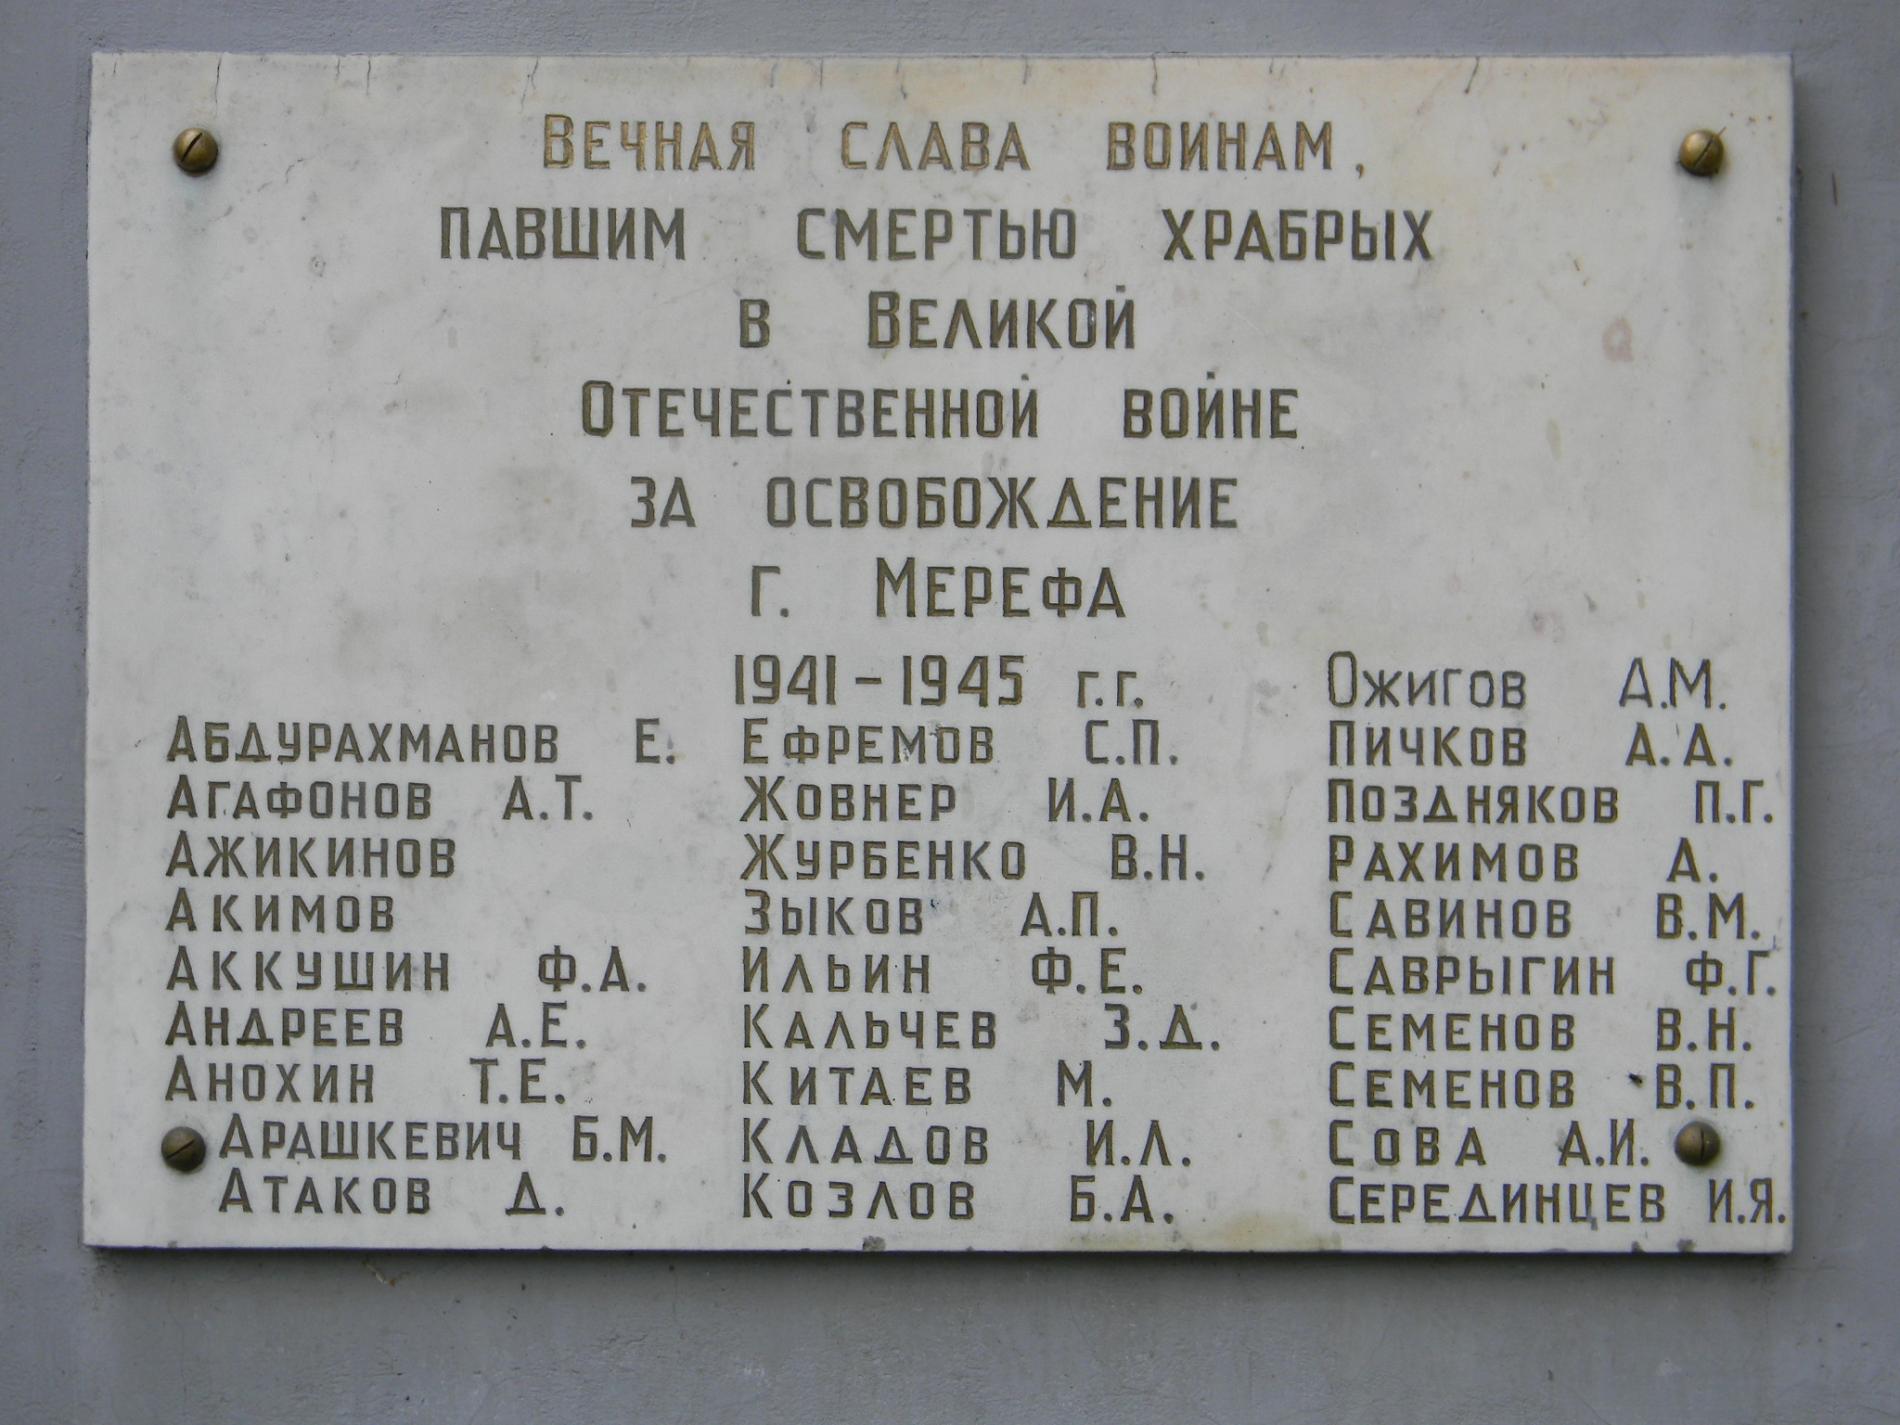 Вечная слава воинам,
павшим смертью храбрых
в Великой
Отечественной войне
за освобождение
г. Мерефа
1941-1945 г.г.
Абдурахманов Е.
Агафонов А.Т.
Ажикинов
Акимов
Аккушин Ф.А.
Андреев А.Е.
Анохин Т.Е.
Арашкевич Б.М.
Атаков Д.
Ефремов С.П.
Жовнер И.А.
Журбенко В.Н.
Зыков А.П.
Ильин Ф.Е.
Кальчев З.Д.
Китаев М.
Кладов И.Л.
Козлов Б.А.
Ожигов А.М.
Пичков А.А.
Поздняков П.Г.
Рахимов А.
Савинов В.М.
Саврыгин Ф.Г.
Семенов В.Н.
Семенов В.П.
Сова А.И.
Серединцев И.Я.